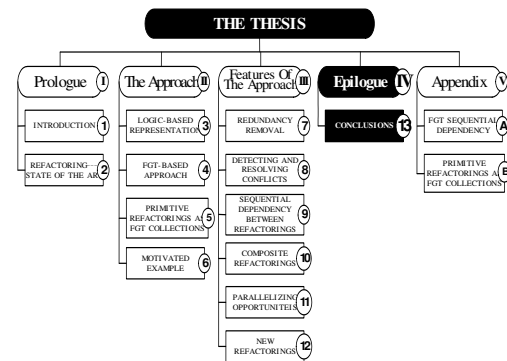 THE THESIS
Prologue I
The Approach II
Features Of
The Approach III
Epilogue IV
Appendix V
INTRODUCTION 1
REFACTORING
STATE OF THE AR 2
LOGIC-BASED
REPRESENTATION 3
FGT-BASED
APPROACH 4
PRIMITIVE
REFACTORINGS AS
FGT COLLECTIONS 5
MOTIVATED
EXAMPLE 6
REDUNDANCY
REMOVAL 7
DETECTING AND
RESOLVING
CONFLICTS 8
SEQUENTIAL
DEPENDENCY
BETWEEN
REFACTORINGS 9
COMPOSITE
REFACTORINGS 10
PARALLELIZING
OPPORTUNITEIS 11
NEW
REFACTORINGS 12
CONCLUSIONS 13
FGT SEQUENTIAL
DEPENDENCY A
PRIMITIVE
REFACTORINGS AS
FGT COLLECTIONS B